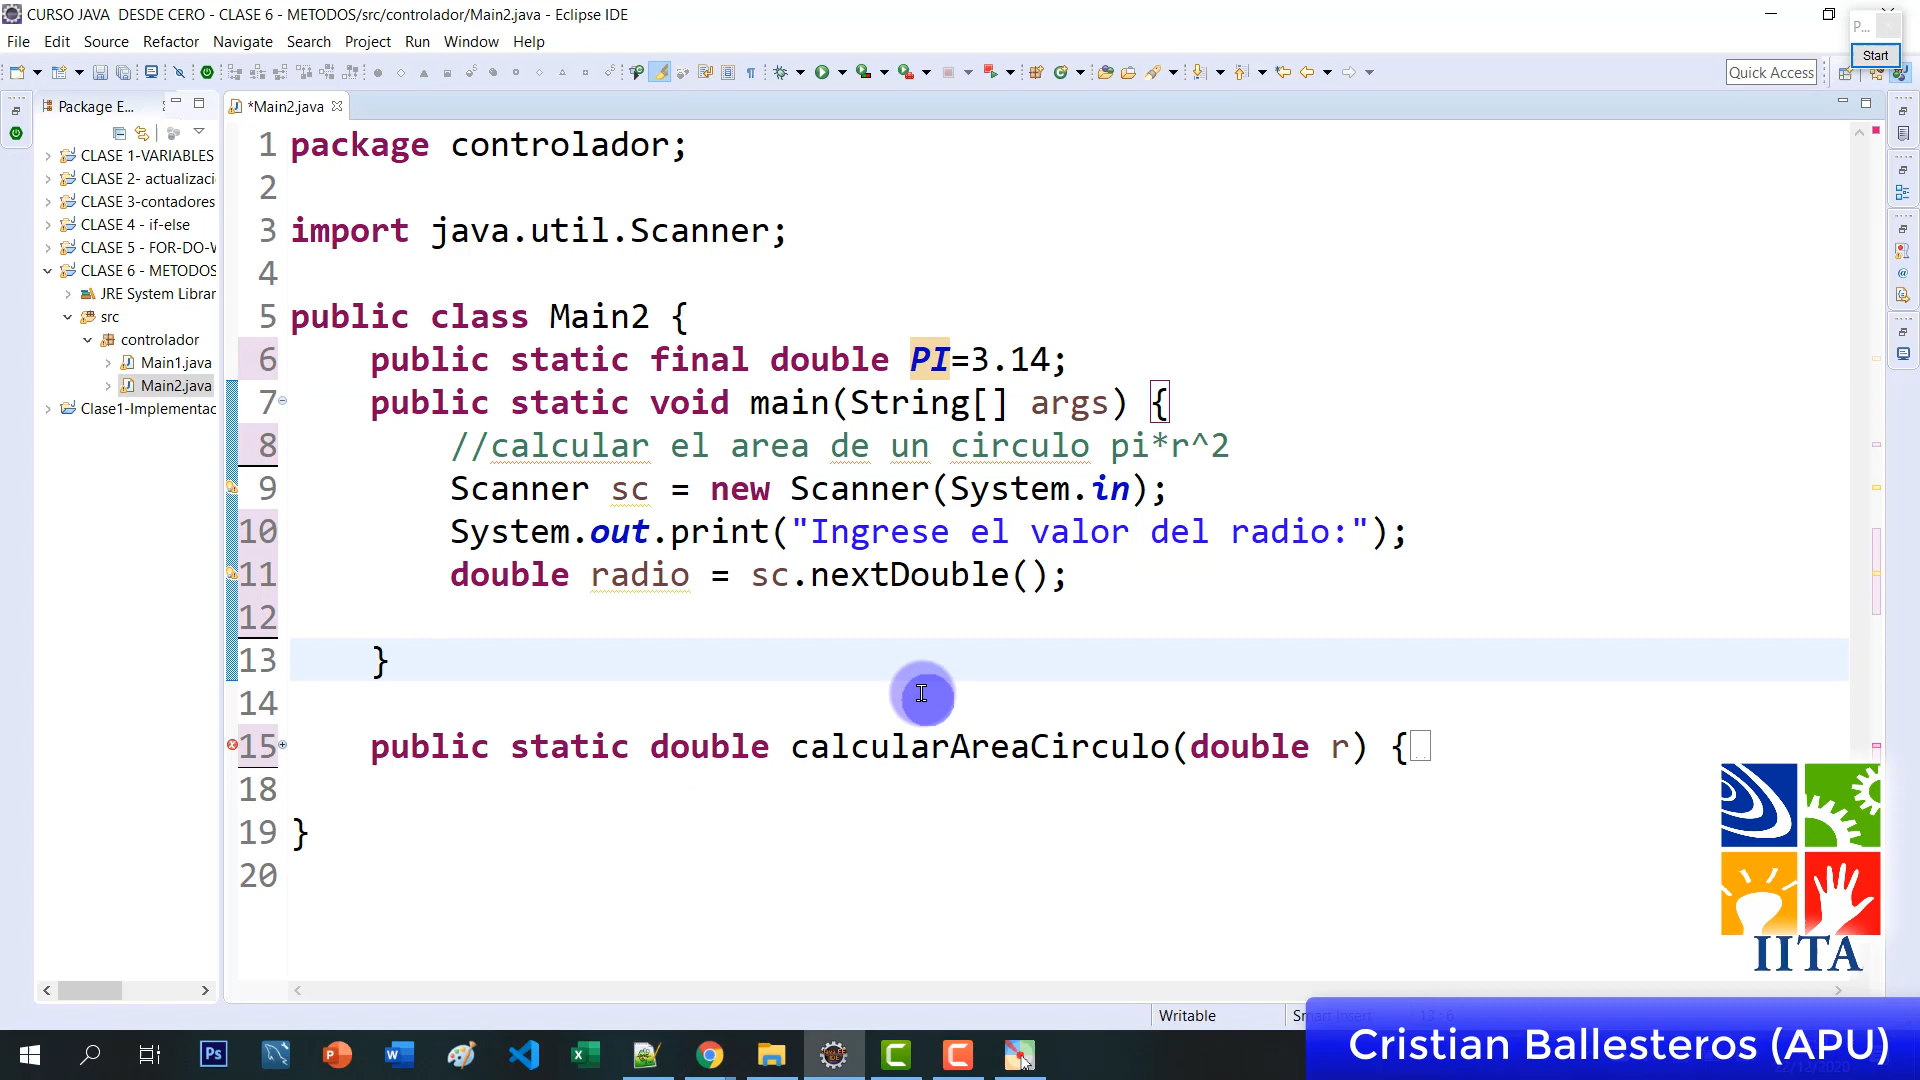 CURSO JAVA  DESDE CERO - CLASE 6 - METODOS/src/controlador/Main2.java - Eclipse IDE
P...
File Edit Source Refactor Navigate Search Project Run Window Help
Start
Quick Access
Package E...
*Main2.java
CLASE 1-VARIABLES
CLASE 2- actualizaci
CLASE 3-contadores
CLASE 4 - if-else
CLASE 5 - FOR-DO-V
CLASE 6 - METODOS
JRE System Librar
src
controlador
Main1.java
Main2.java
Clase1-Implementac
1 package controlador;
2
3 import java.util.Scanner;
4
5 public class Main2 {
6 public static final double PI=3.14;
7 public static void main(String[] args) {
8 //calcular el area de un circulo pi*r^2
9 Scanner sc = new Scanner(System.in);
10 System.out.print("Ingrese el valor del radio:");
11 double radio = sc.nextDouble();
12
13 }
14
15 public static double calcularAreaCirculo(double r) {
18
19 }
20
IITA
Writable
Cristian Ballesteros (APU)